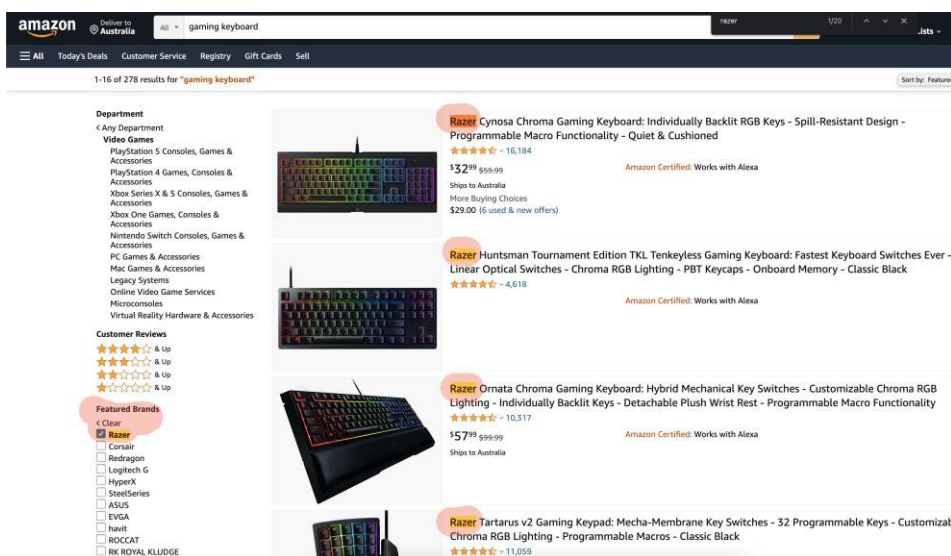 amazon
Deliver to
Australia
All
gaming keyboard
razer
1/20
Lists
All
Today's Deals
Customer Service
Registry
Gift Cards
Sell
1-16 of 278 results for "gaming keyboard"
Sort by: Featured
Department
< Any Department
Video Games
PlayStation 5 Consoles, Games &
Accessories
PlayStation 4 Games, Consoles &
Accessories
Xbox Series X & S Consoles, Games &
Accessories
Xbox One Games, Consoles &
Accessories
Nintendo Switch Consoles, Games &
Accessories
PC Games & Accessories
Mac Games & Accessories
Legacy Systems
Online Video Game Services
Microconsoles
Virtual Reality Hardware & Accessories
Customer Reviews
& Up
& Up
& Up
& Up
Featured Brands
< Clear
Razer
Corsair
Redragon
Logitech G
HyperX
SteelSeries
ASUS
EVGA
havit
ROCCAT
RK ROYAL KLUDGE
Razer Cynosa Chroma Gaming Keyboard: Individually Backlit RGB Keys - Spill-Resistant Design -
Programmable Macro Functionality - Quiet & Cushioned
16,184
$32.99 $59.99
Amazon Certified: Works with Alexa
Ships to Australia
More Buying Choices
$29.00 (6 used & new offers)
Razer Huntsman Tournament Edition TKL Tenkeyless Gaming Keyboard: Fastest Keyboard Switches Ever -
Linear Optical Switches - Chroma RGB Lighting - PBT Keycaps - Onboard Memory - Classic Black
4,618
Amazon Certified: Works with Alexa
Razer Ornata Chroma Gaming Keyboard: Hybrid Mechanical Key Switches - Customizable Chroma RGB
Lighting - Individually Backlit Keys - Detachable Plush Wrist Rest - Programmable Macro Functionality
10,317
$57.99 $99.99
Amazon Certified: Works with Alexa
Ships to Australia
Razer Tartarus v2 Gaming Keypad: Mecha-Membrane Key Switches - 32 Programmable Keys - Customizab
Chroma RGB Lighting - Programmable Macros - Classic Black
11,059